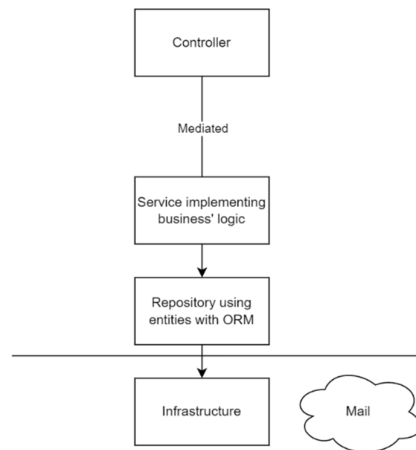 Controller
Mediated
Service implementing
business' logic
Repository using
entities with ORM
Infrastructure
Mail